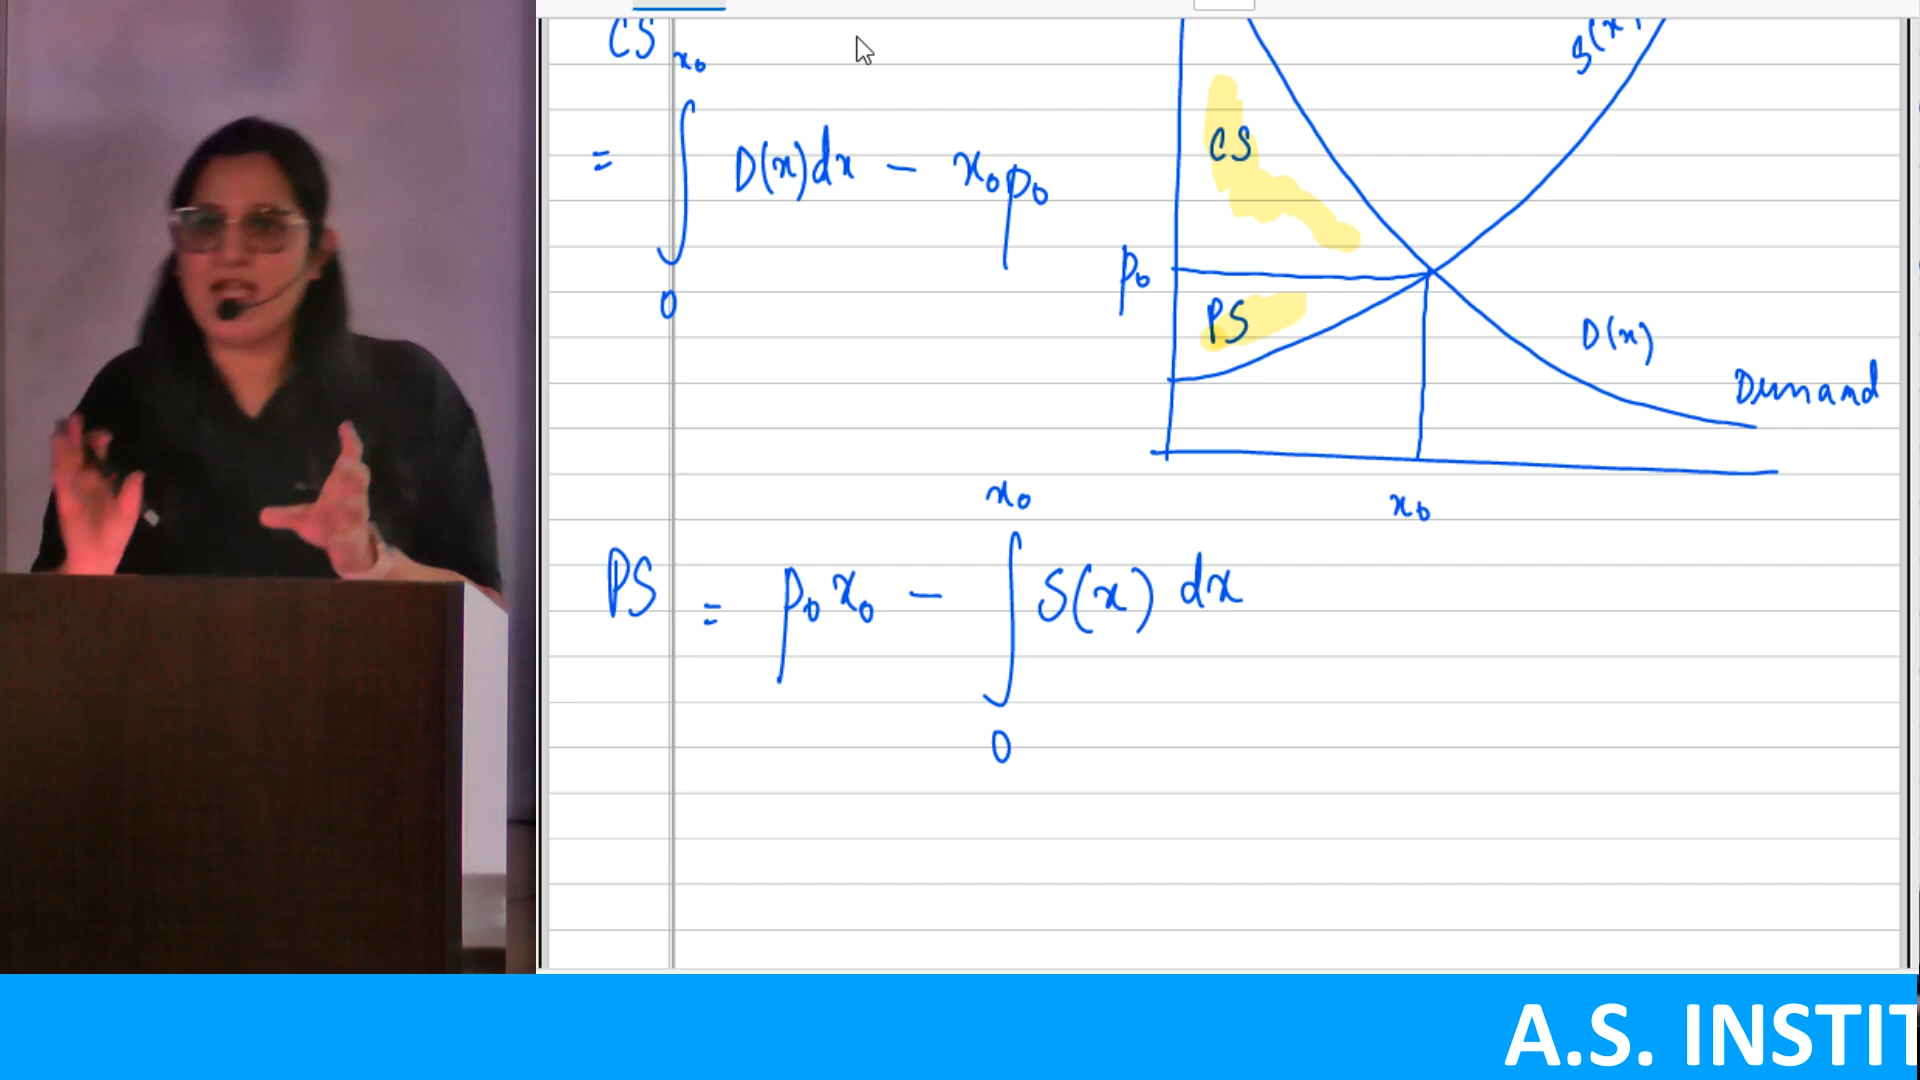 CS
= ∫₀^{x₀} D(x)dx − x₀p₀
S(x)
CS
p₀
PS
D(x)
Demand
x₀
PS = p₀x₀ − ∫₀^{x₀} S(x) dx
A.S. INSTIT